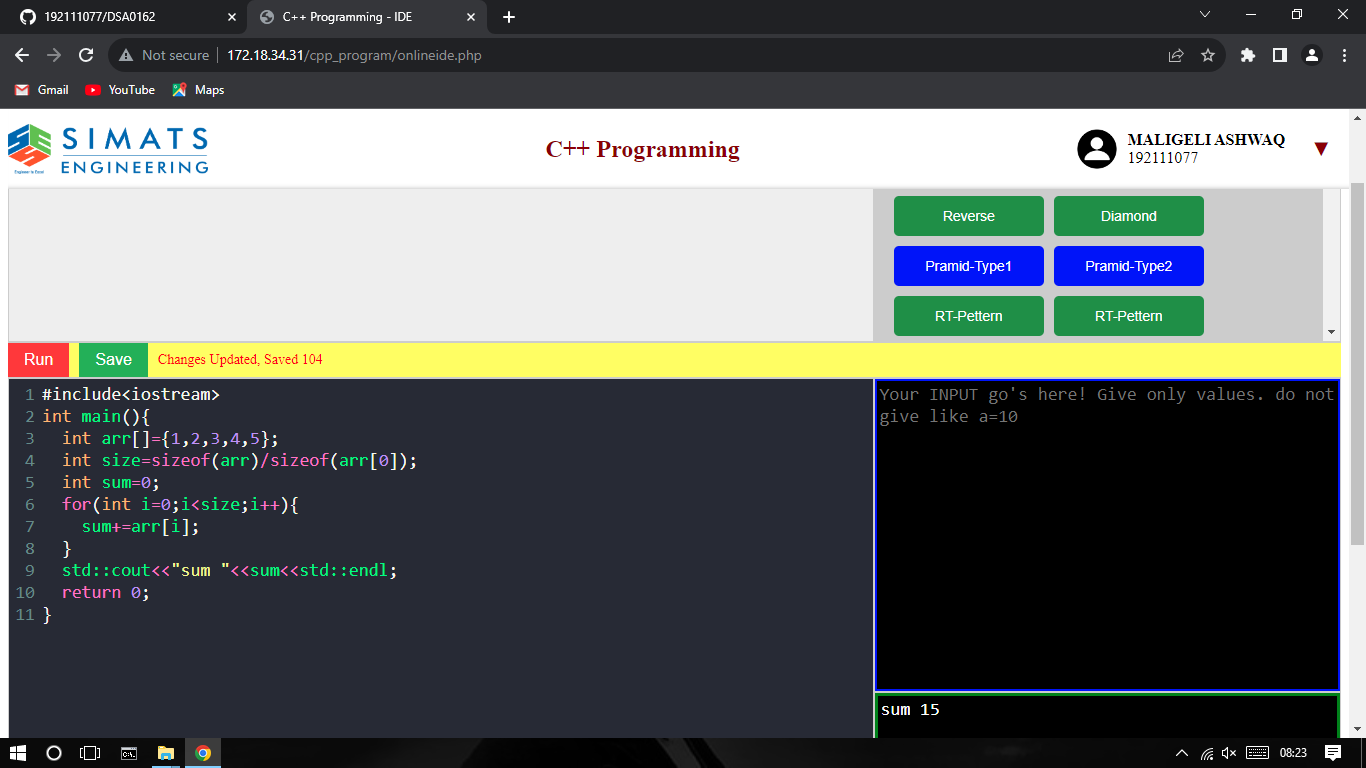 192111077/DSA0162
C++ Programming - IDE
Not secure | 172.18.34.31/cpp_program/onlineide.php
Gmail YouTube Maps
SIMATS
ENGINEERING
Engineer to Excel
C++ Programming
MALIGELI ASHWAQ
192111077
Reverse Diamond
Pramid-Type1 Pramid-Type2
RT-Pettern RT-Pettern
Run Save Changes Updated, Saved 104
1 #include<iostream>
2 int main(){
3 int arr[]={1,2,3,4,5};
4 int size=sizeof(arr)/sizeof(arr[0]);
5 int sum=0;
6 for(int i=0;i<size;i++){
7 sum+=arr[i];
8 }
9 std::cout<<"sum "<<sum<<std::endl;
10 return 0;
11 }
Your INPUT go's here! Give only values. do not
give like a=10
sum 15
08:23